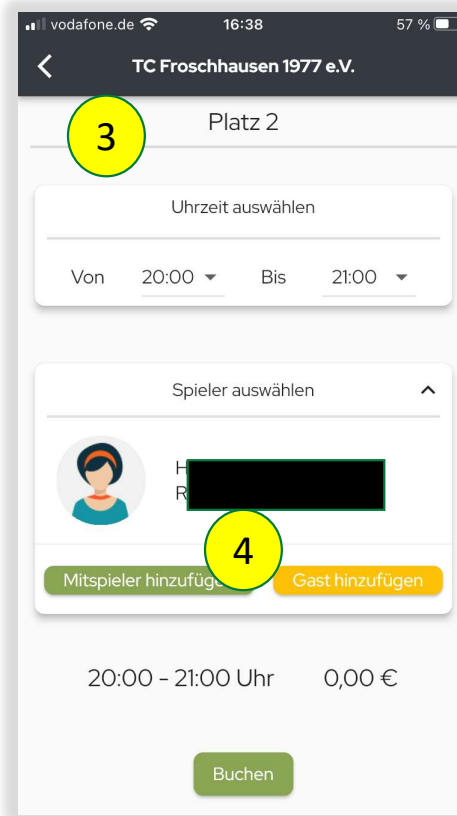 vodafone.de 16:38 57 %
TC Froschhausen 1977 e.V.
3
Platz 2
Uhrzeit auswählen
Von 20:00 Bis 21:00
Spieler auswählen
H
R
4
Mitspieler hinzufüg Gast hinzufügen
20:00 - 21:00 Uhr 0,00 €
Buchen